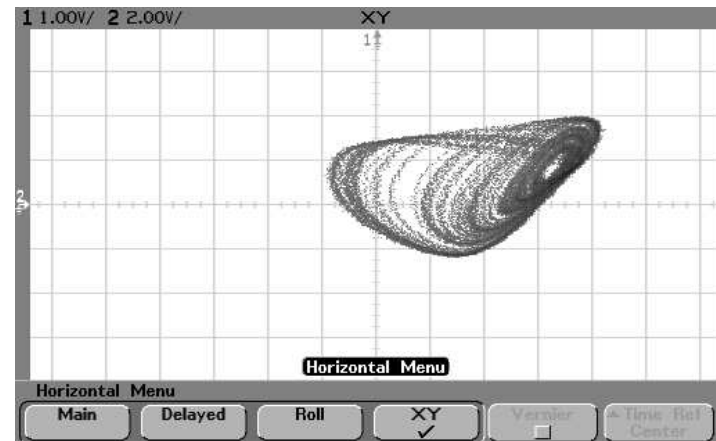 1 1.00V/ 2 2.00V/ XY
1
2
Horizontal Menu
Horizontal Menu
Main Delayed Roll XY Vernier Time Ref
Center